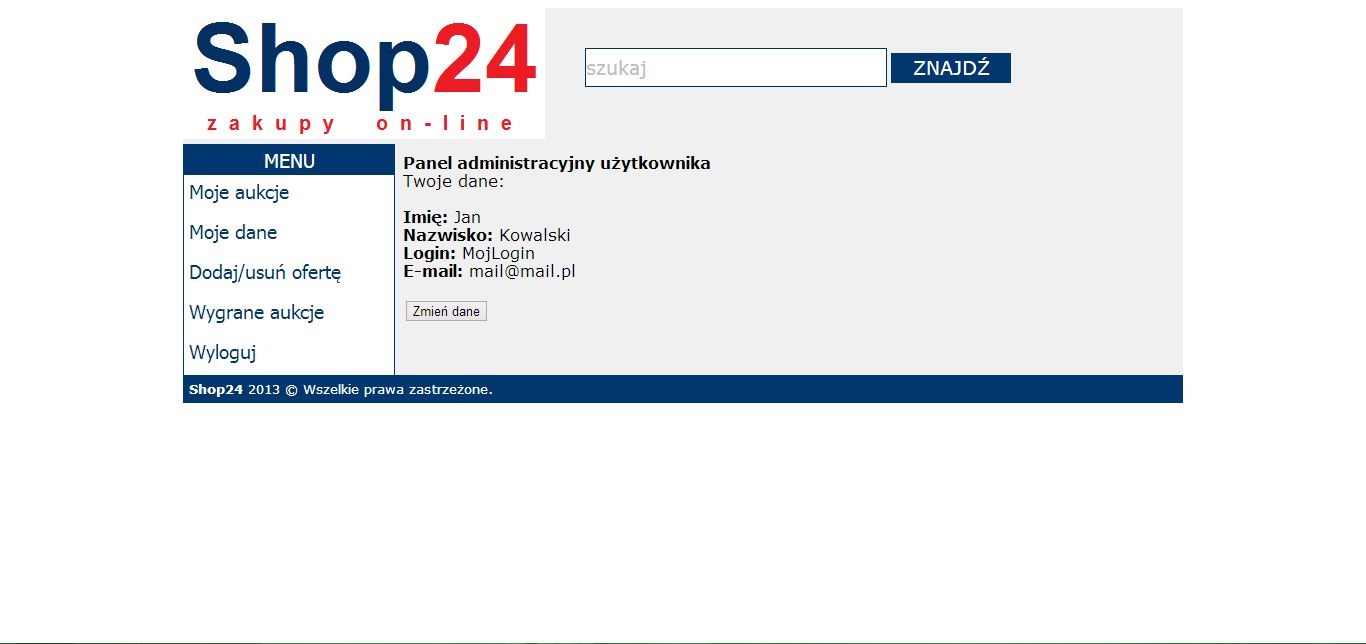 Shop24
zakupy on-line
szukaj
ZNAJDŹ
MENU
Moje aukcje
Moje dane
Dodaj/usuń ofertę
Wygrane aukcje
Wyloguj
Panel administracyjny użytkownika
Twoje dane:
Imię: Jan
Nazwisko: Kowalski
Login: MojLogin
E-mail: mail@mail.pl
Zmień dane
Shop24 2013 © Wszelkie prawa zastrzeżone.